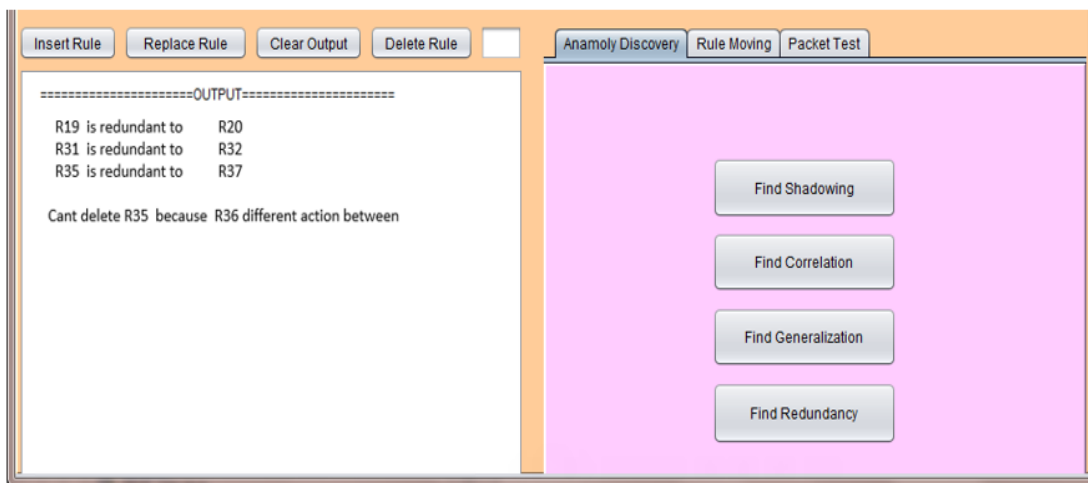 Insert Rule Replace Rule Clear Output Delete Rule
======================OUTPUT======================
R19 is redundant to R20
R31 is redundant to R32
R35 is redundant to R37
Cant delete R35 because R36 different action between
Anamoly Discovery Rule Moving Packet Test
Find Shadowing
Find Correlation
Find Generalization
Find Redundancy